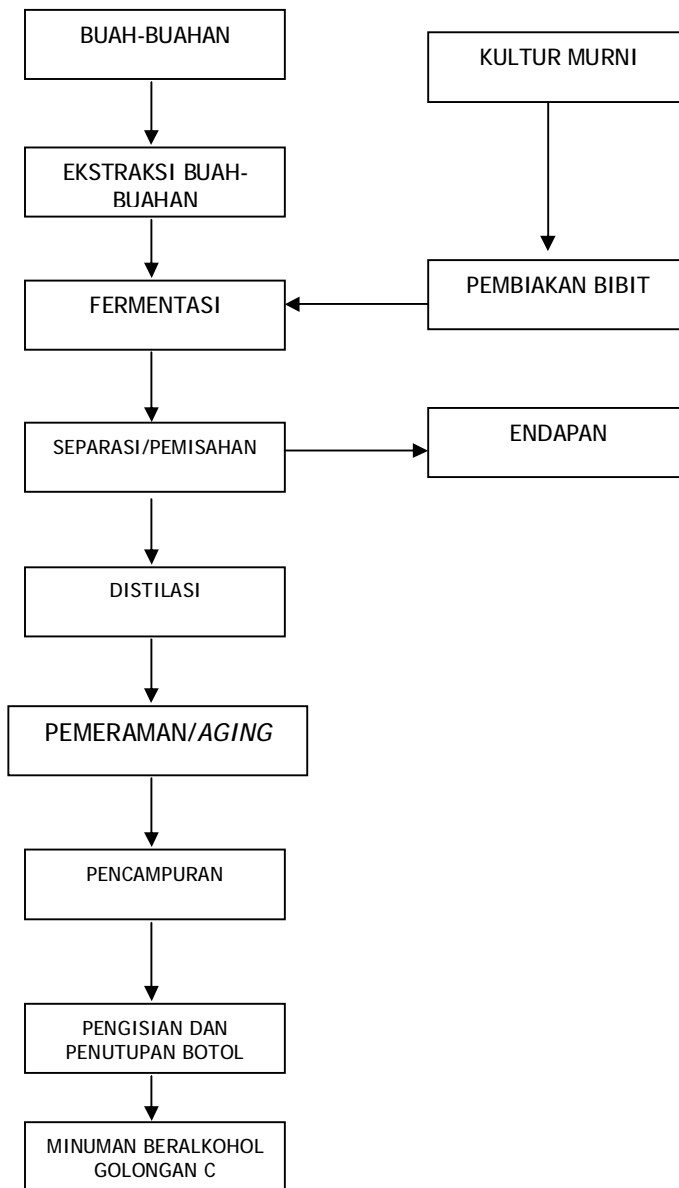 BUAH-BUAHAN
KULTUR MURNI
EKSTRAKSI BUAH-
BUAHAN
PEMBIAKAN BIBIT
FERMENTASI
SEPARASI/PEMISAHAN
ENDAPAN
DISTILASI
PEMERAMAN/AGING
PENCAMPURAN
PENGISIAN DAN
PENUTUPAN BOTOL
MINUMAN BERALKOHOL
GOLONGAN C